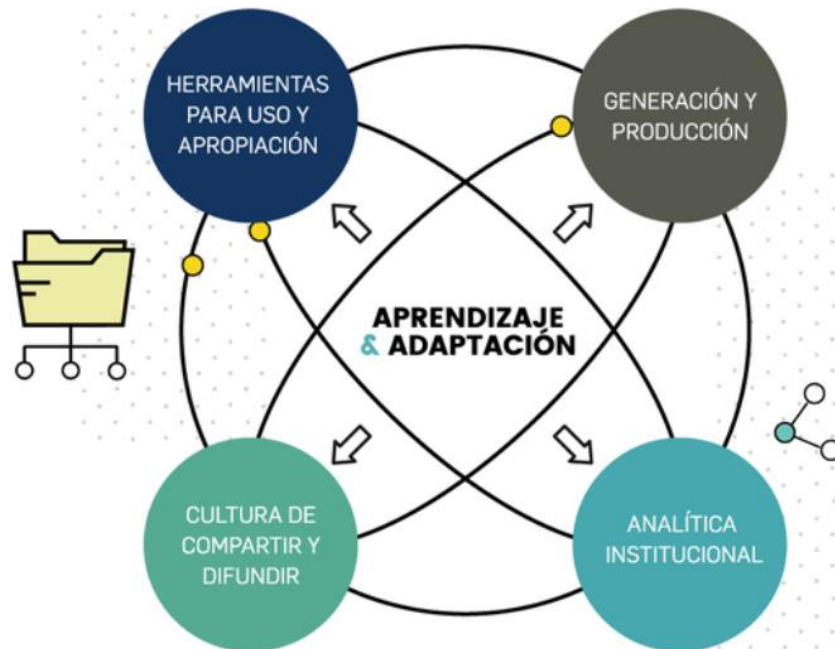 HERRAMIENTAS
PARA USO Y
APROPIACIÓN
GENERACIÓN Y
PRODUCCIÓN
APRENDIZAJE
& ADAPTACIÓN
CULTURA DE
COMPARTIR Y
DIFUNDIR
ANALÍTICA
INSTITUCIONAL